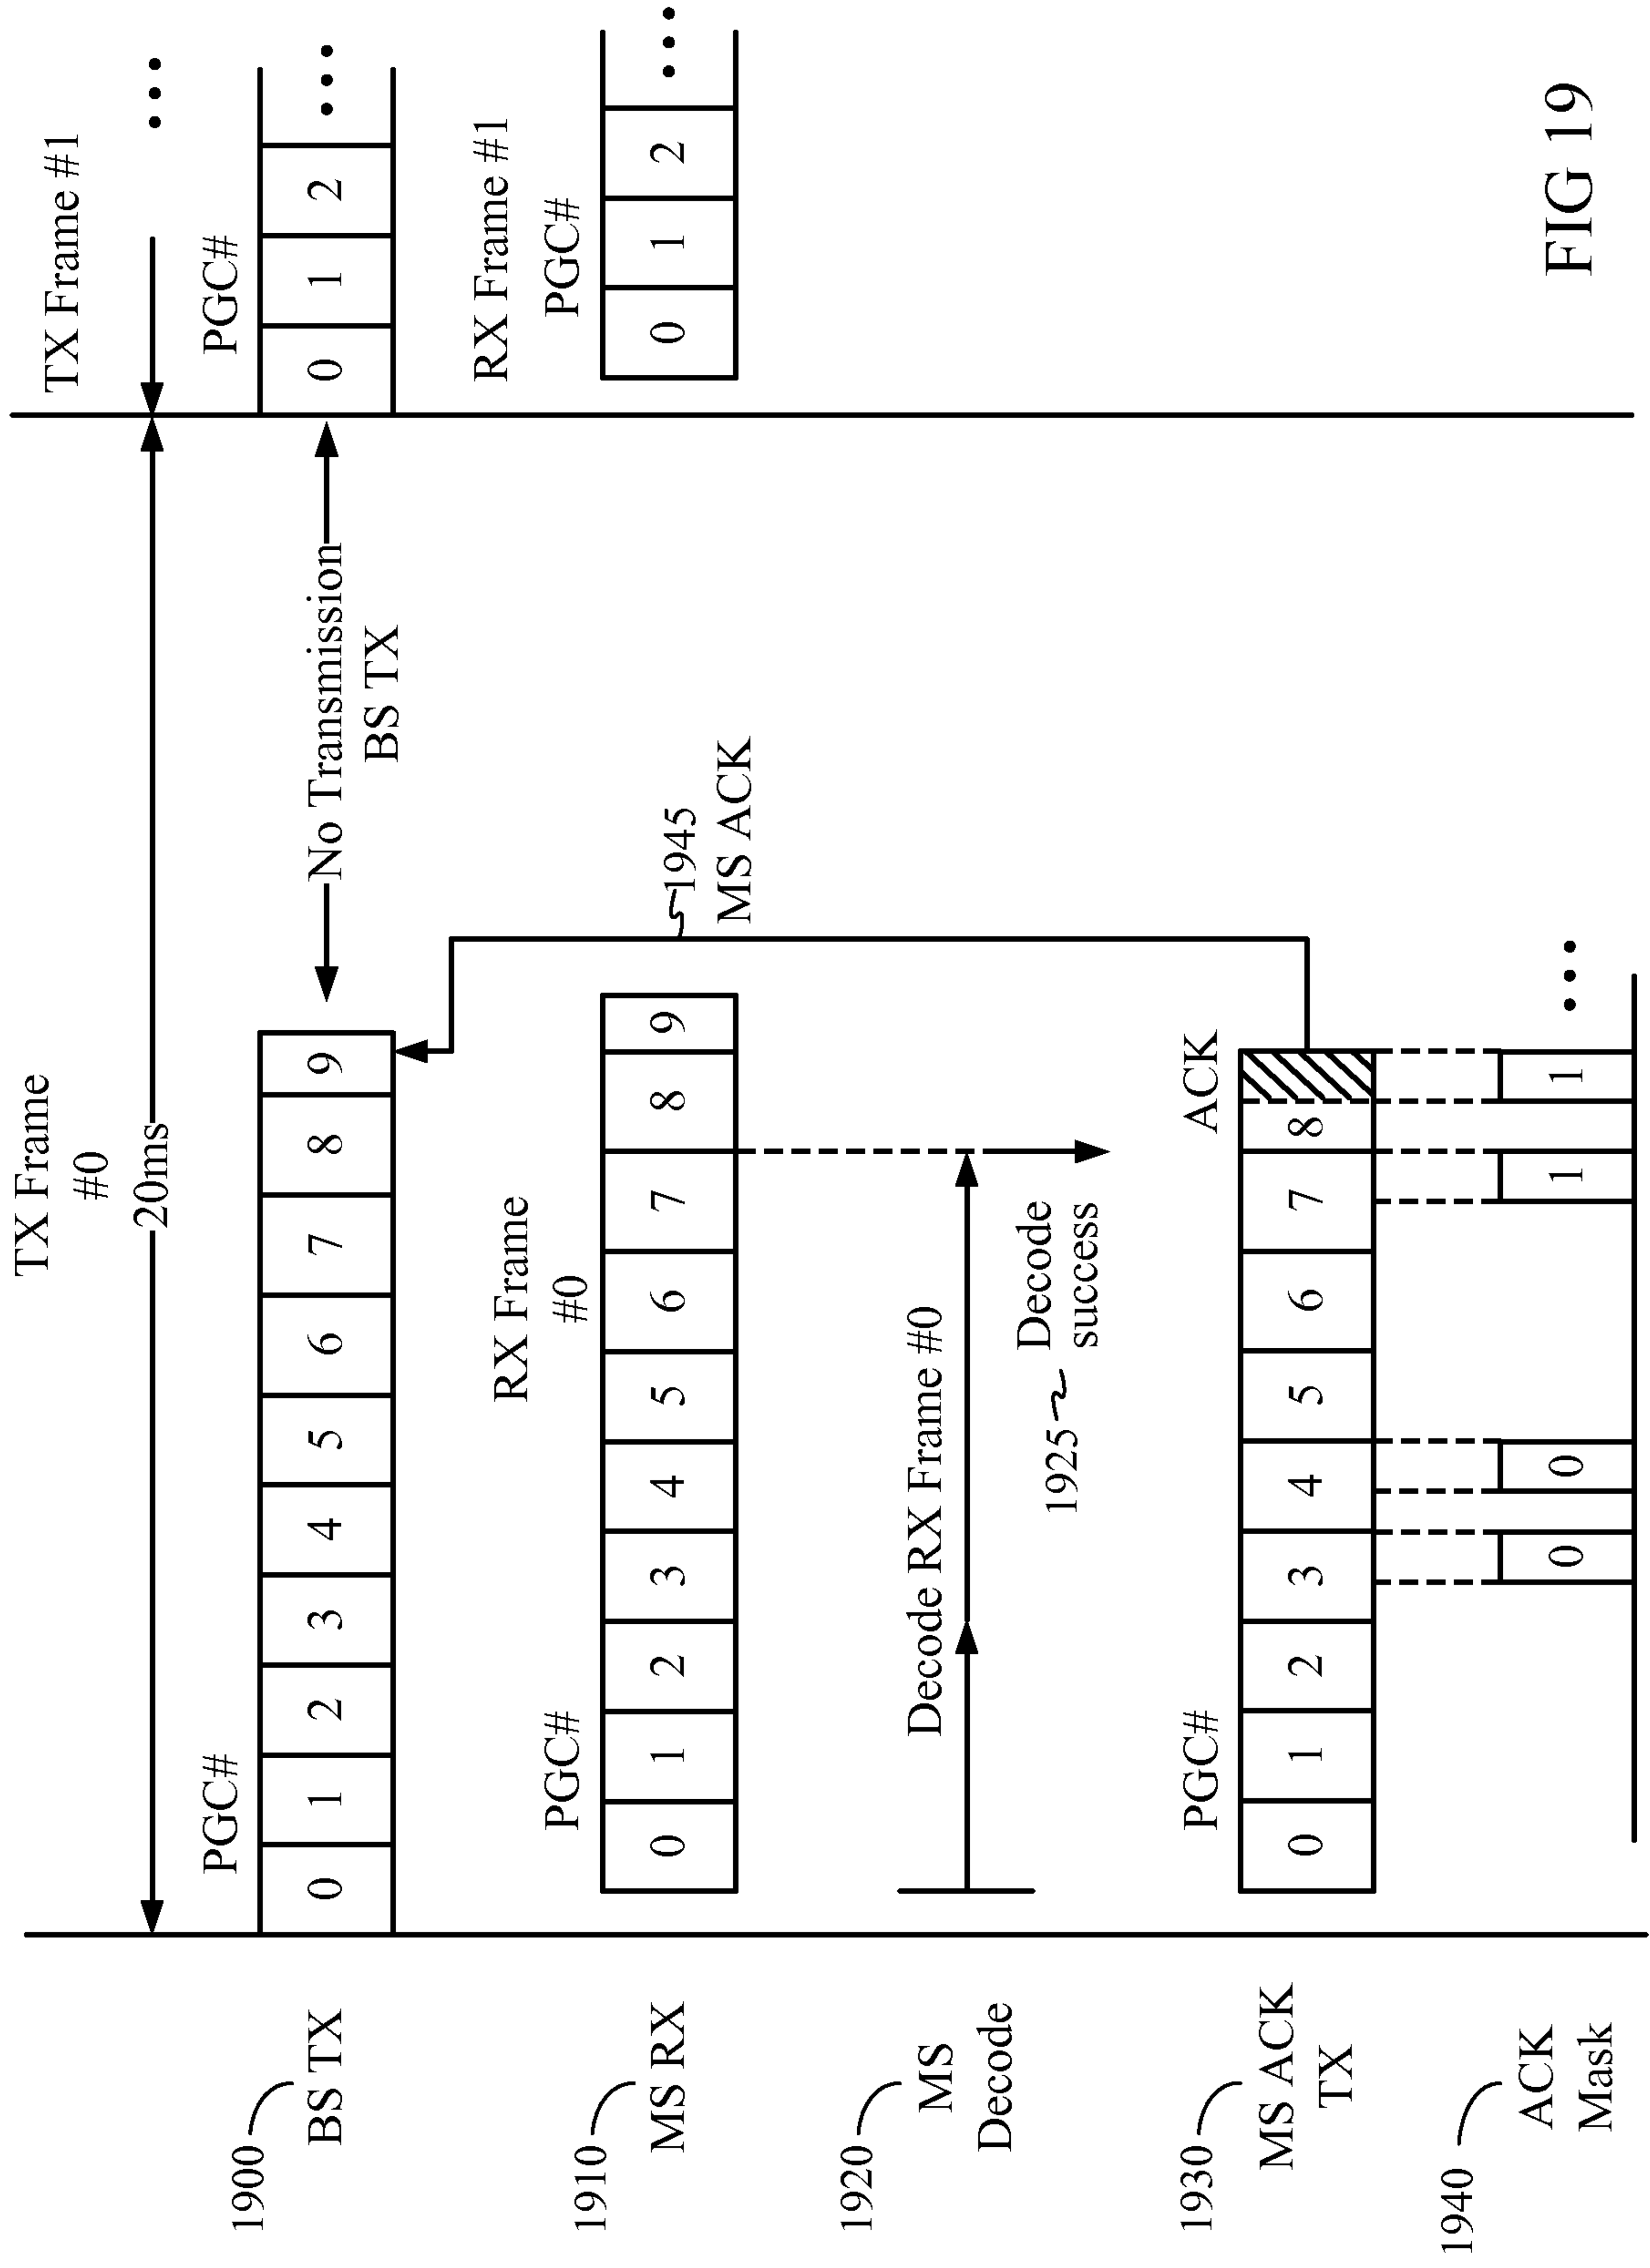 TX Frame
#0
TX Frame #1
20ms
•••
PGC#
PGC#
1900
BS TX
0 1 2 3 4 5 6 7 8 9
No Transmission
BS TX
0 1 2 •••
RX Frame
#0
RX Frame #1
PGC#
PGC#
1910
MS RX
0 1 2 3 4 5 6 7 8 9
0 1 2 •••
1945
MS ACK
1920
MS
Decode
Decode RX Frame #0
1925
Decode
success
PGC#
ACK
1930
MS ACK
TX
0 1 2 3 4 5 6 7 8
1940
ACK
Mask
0 0 1 1 •••
FIG 19